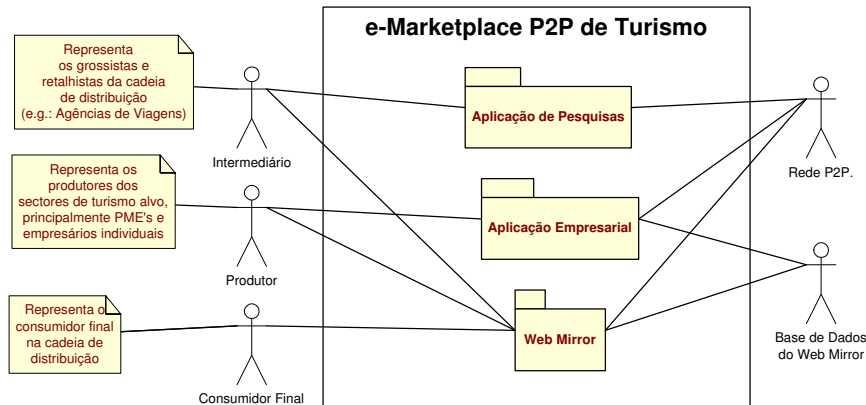 e-Marketplace P2P de Turismo
Representa
os grossistas e
retalhistas da cadeia
de distribuição
(e.g.: Agências de Viagens)
Intermediário
Aplicação de Pesquisas
Rede P2P.
Representa os
produtores dos
sectores de turismo alvo,
principalmente PME's e
empresários individuais
Produtor
Aplicação Empresarial
Base de Dados
do Web Mirror
Representa o
consumidor final
na cadeia de
distribuição
Consumidor Final
Web Mirror